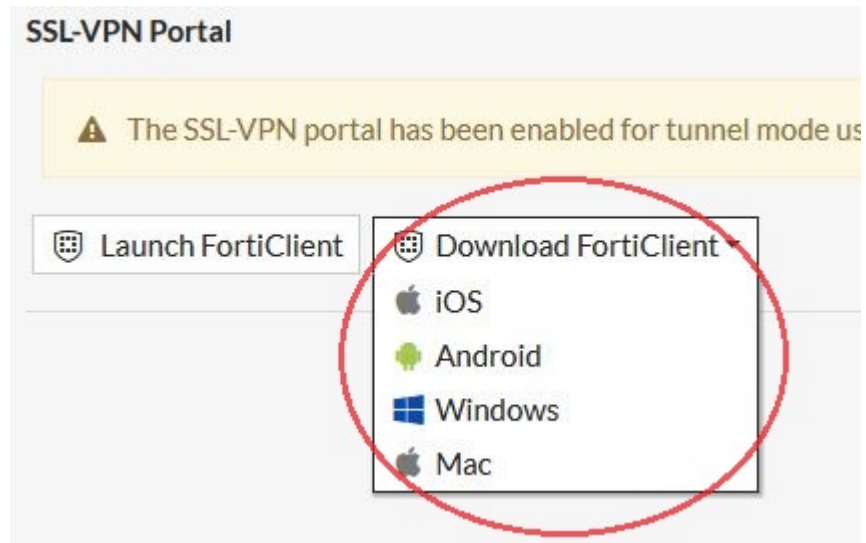 SSL-VPN Portal
The SSL-VPN portal has been enabled for tunnel mode us
Launch FortiClient Download FortiClient
iOS
Android
Windows
Mac